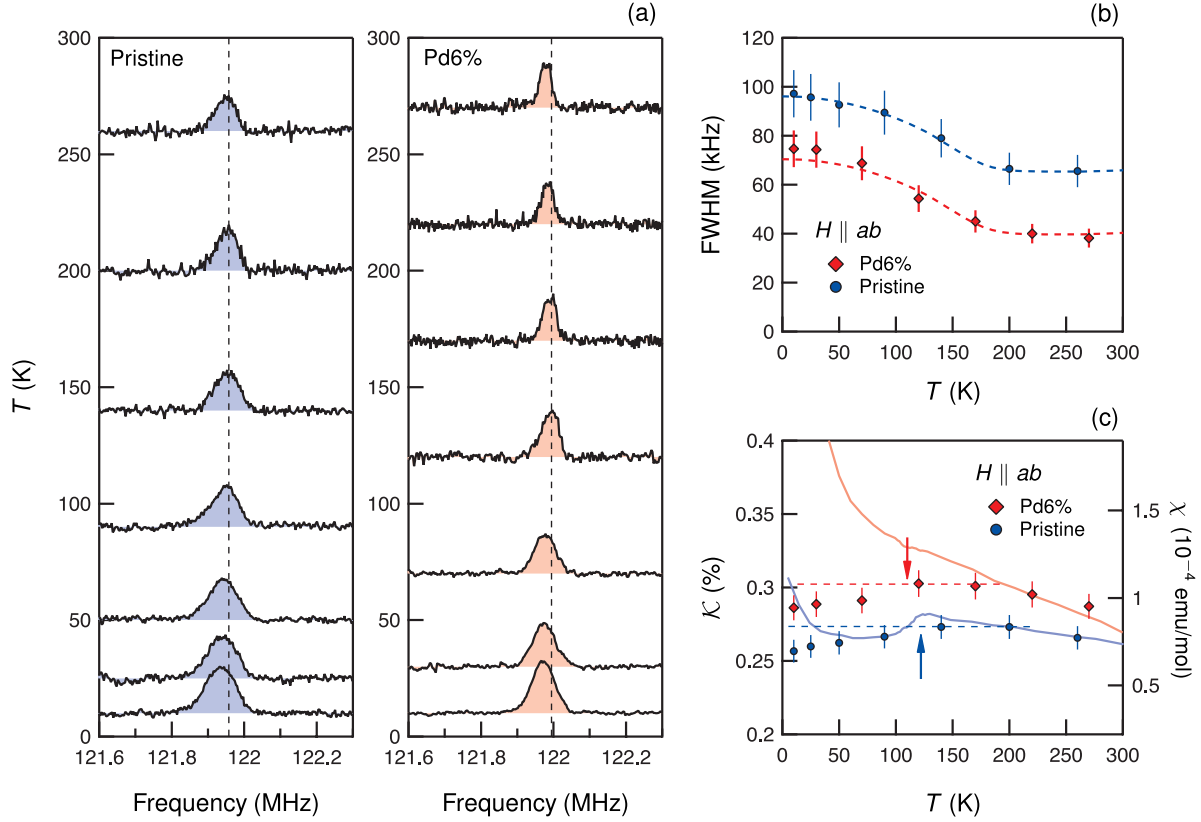 (a)
Pristine
Pd6%
300
250
200
150
100
50
0
T (K)
121.6
121.8
122
122.2
Frequency (MHz)
300
250
200
150
100
50
0
121.6
121.8
122
122.2
Frequency (MHz)
(b)
120
100
80
60
40
20
0
FWHM (kHz)
H || ab
Pd6%
Pristine
0 50 100 150 200 250 300
T (K)
(c)
0.4
0.35
0.3
0.25
0.2
K (%)
H || ab
Pd6%
Pristine
1.5
1
0.5
χ (10⁻⁴ emu/mol)
0 50 100 150 200 250 300
T (K)